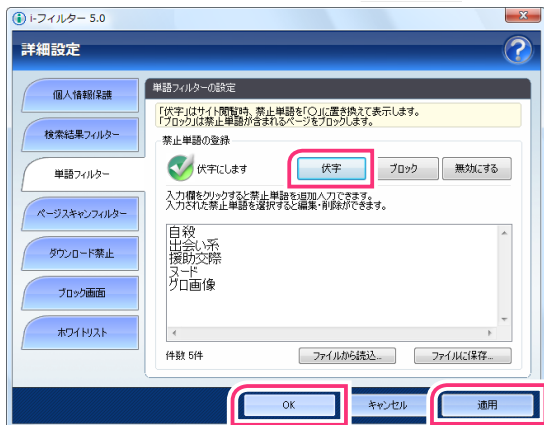 i-フィルター 5.0
詳細設定
?
個人情報保護
検索結果フィルター
単語フィルター
ページスキャンフィルター
ダウンロード禁止
ブロック画面
ホワイトリスト
単語フィルターの設定
「伏字」はサイト閲覧時、禁止単語を「〇」に置き換えて表示します。
「ブロック」は禁止単語が含まれるページをブロックします。
禁止単語の登録
伏字にします
伏字
ブロック
無効にする
入力欄をクリックすると禁止単語を追加入力できます。
入力された禁止単語を選択すると編集・削除ができます。
自殺
出会い系
援助交際
ヌード
グロ画像
件数 5件
ファイルから読込...
ファイルに保存...
OK
キャンセル
適用